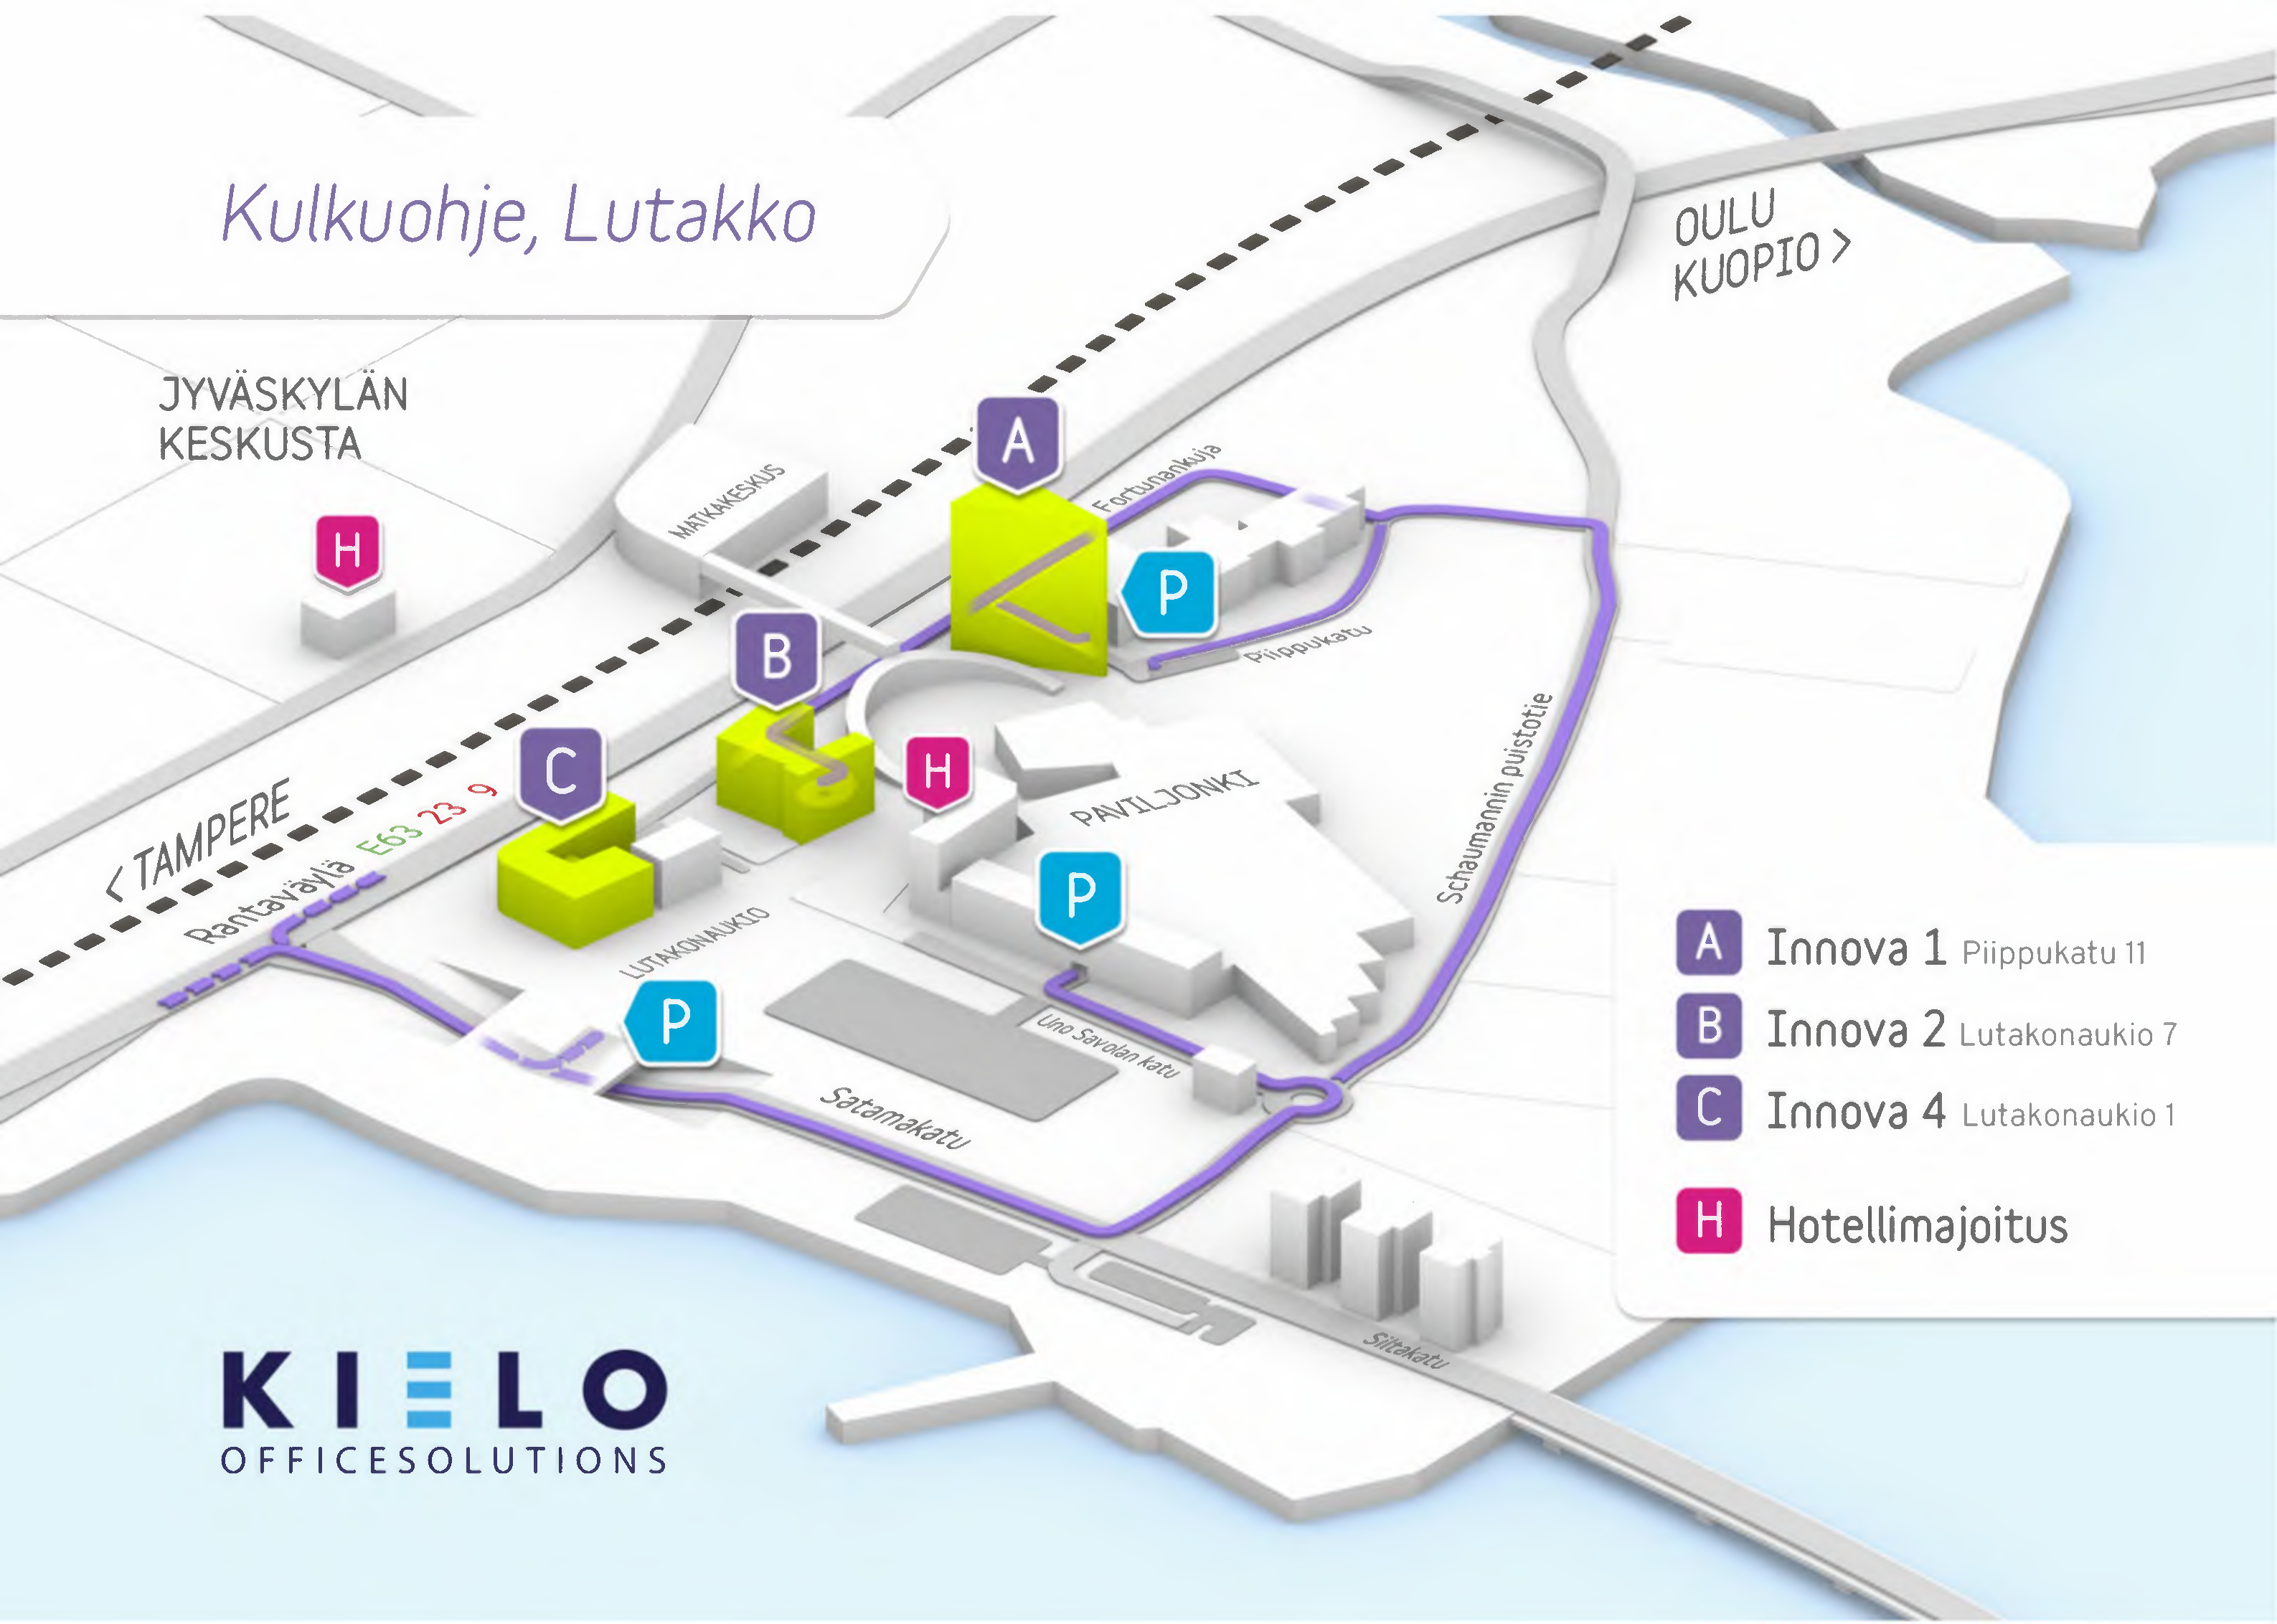 Kulkuohje, Lutakko
OULU
KUOPIO >
JYVÄSKYLÄN
KESKUSTA
A
Fortunankuja
MATKAKESKUS
H
P
B
Piippukatu
C
H
PAVILJONKI
Schaumannin puistotie
< TAMPERE
Rantaväylä E63 23 9
P
LUTAKONAUKIO
P
Uno Savolan katu
Satamakatu
Siltakatu
A Innova 1 Piippukatu 11
B Innova 2 Lutakonaukio 7
C Innova 4 Lutakonaukio 1
H Hotellimajoitus
KIELO
OFFICESOLUTIONS